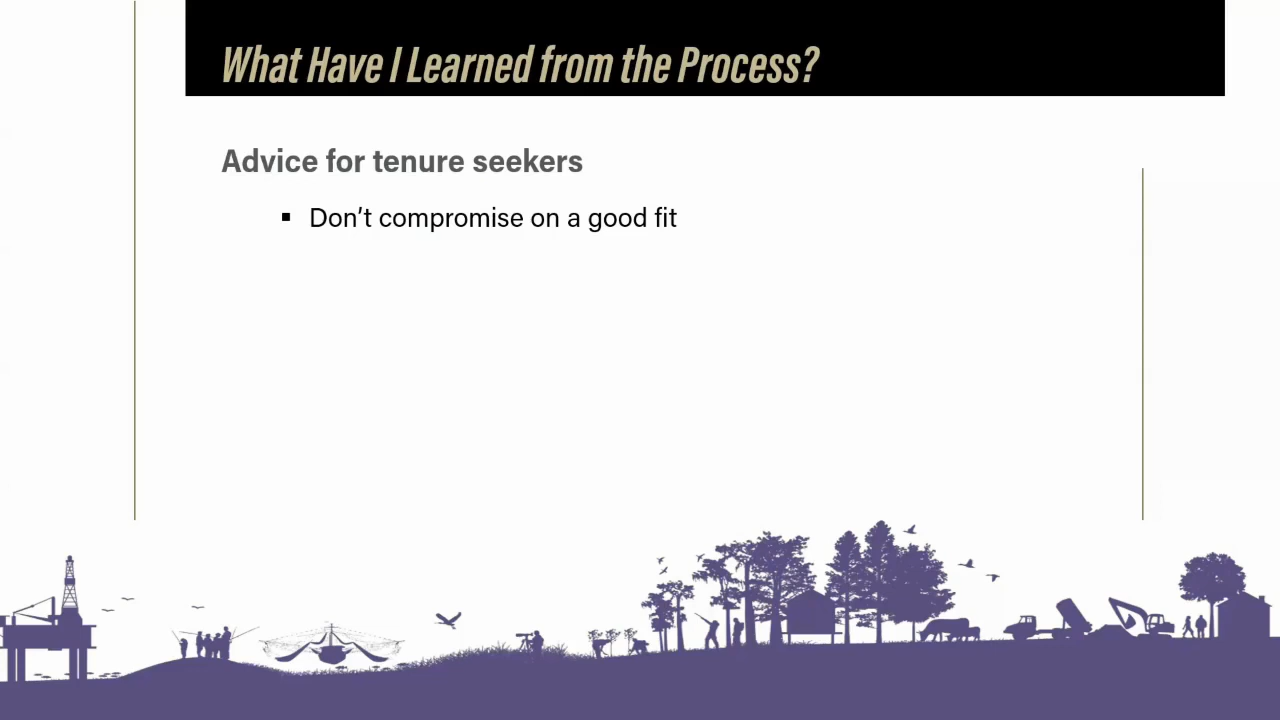 What Have I Learned from the Process?
Advice for tenure seekers
▪ Don’t compromise on a good fit